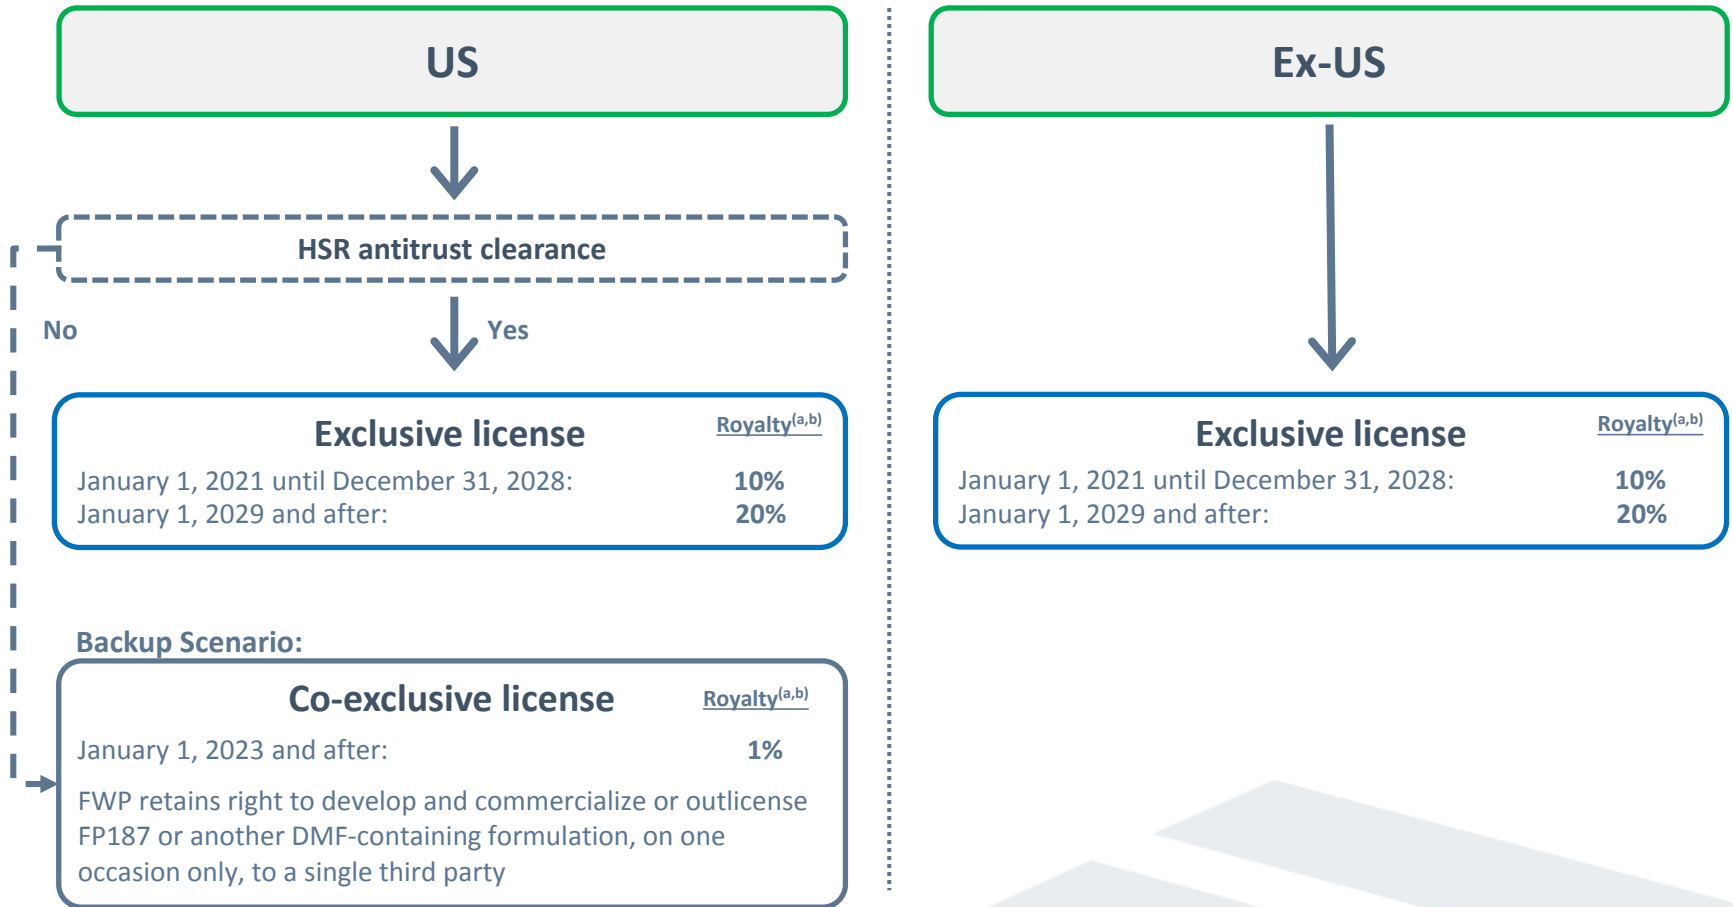 US
HSR antitrust clearance
No
Yes
Exclusive license
Royalty(a,b)
January 1, 2021 until December 31, 2028:
10%
January 1, 2029 and after:
20%
Backup Scenario:
Co-exclusive license
Royalty(a,b)
January 1, 2023 and after:
1%
FWP retains right to develop and commercialize or outlicense
FP187 or another DMF-containing formulation, on one
occasion only, to a single third party
Ex-US
Exclusive license
Royalty(a,b)
January 1, 2021 until December 31, 2028:
10%
January 1, 2029 and after:
20%